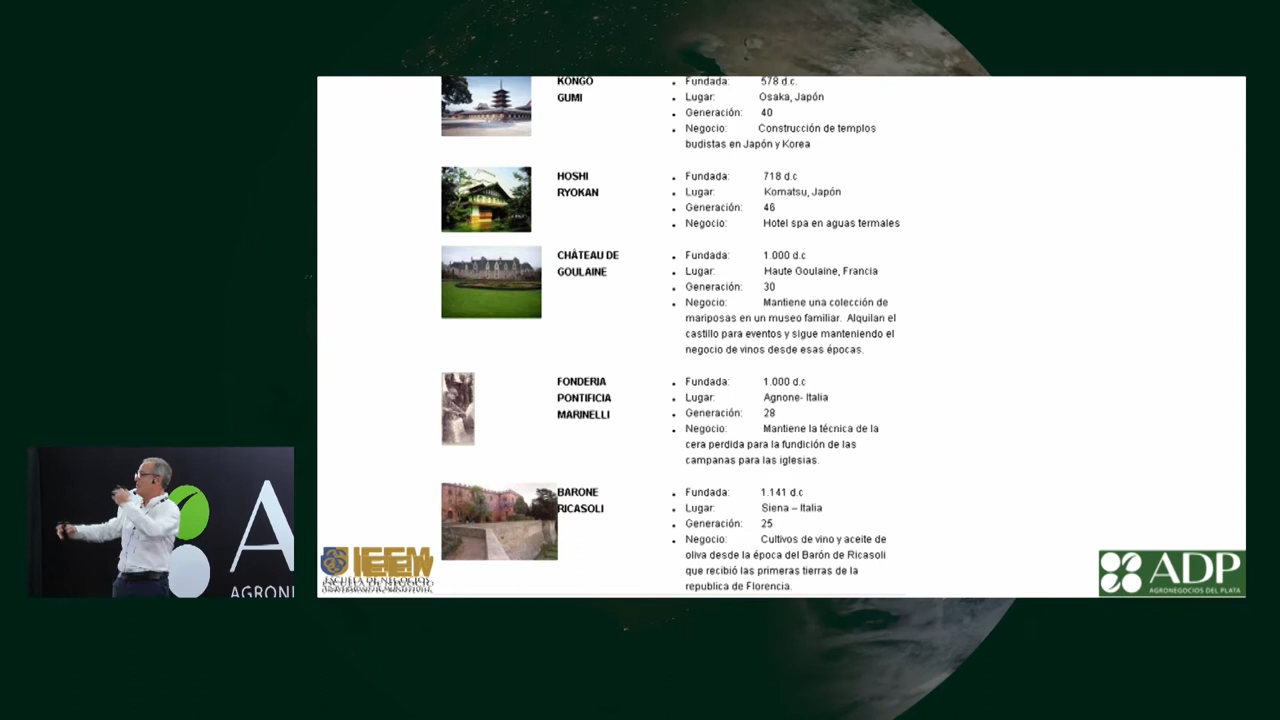 KONGO
GUMI
• Fundada: 578 d.c.
• Lugar: Osaka, Japón
• Generación: 40
• Negocio: Construcción de templos
budistas en Japón y Korea
HOSHI
RYOKAN
• Fundada: 718 d.c
• Lugar: Komatsu, Japón
• Generación: 46
• Negocio: Hotel spa en aguas termales
CHÂTEAU DE
GOULAINE
• Fundada: 1.000 d.c
• Lugar: Haute Goulaine, Francia
• Generación: 30
• Negocio: Mantiene una colección de
mariposas en un museo familiar. Alquilan el
castillo para eventos y sigue manteniendo el
negocio de vinos desde esas épocas.
FONDERIA
PONTIFICIA
MARINELLI
• Fundada: 1.000 d.c
• Lugar: Agnone- Italia
• Generación: 28
• Negocio: Mantiene la técnica de la
cera perdida para la fundición de las
campanas para las iglesias.
BARONE
RICASOLI
• Fundada: 1.141 d.c
• Lugar: Siena – Italia
• Generación: 25
• Negocio: Cultivos de vino y aceite de
oliva desde la época del Barón de Ricasoli
que recibió las primeras tierras de la
republica de Florencia.
IEEM
ESCUELA DE NEGOCIOS
ADP
AGRONEGOCIOS DEL PLATA
A
AGRONI